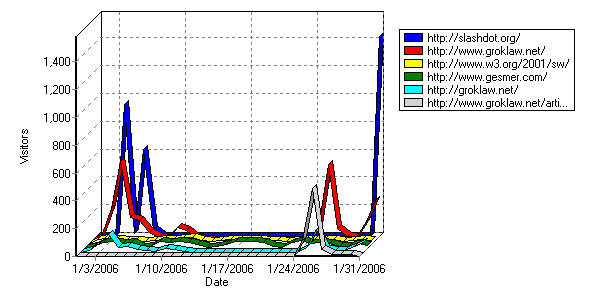 1,400
1,200
1,000
800
600
400
200
0
Visitors
1/3/2006 1/10/2006 1/17/2006 1/24/2006 1/31/2006
Date
http://slashdot.org/
http://www.groklaw.net/
http://www.w3.org/2001/sw/
http://www.gesmer.com/
http://groklaw.net/
http://www.groklaw.net/arti...